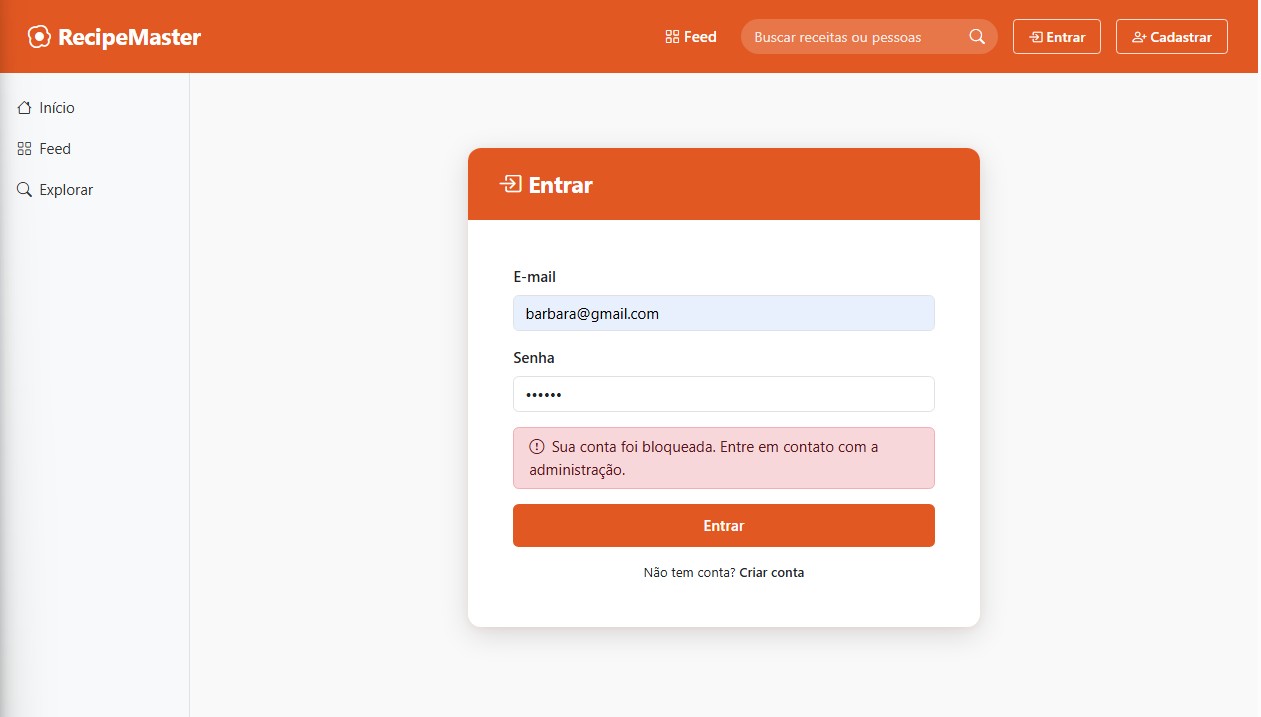 RecipeMaster
Feed
Buscar receitas ou pessoas
Entrar
Cadastrar
Início
Feed
Explorar
Entrar
E-mail
barbara@gmail.com
Senha
••••••
Sua conta foi bloqueada. Entre em contato com a
administração.
Entrar
Não tem conta? Criar conta